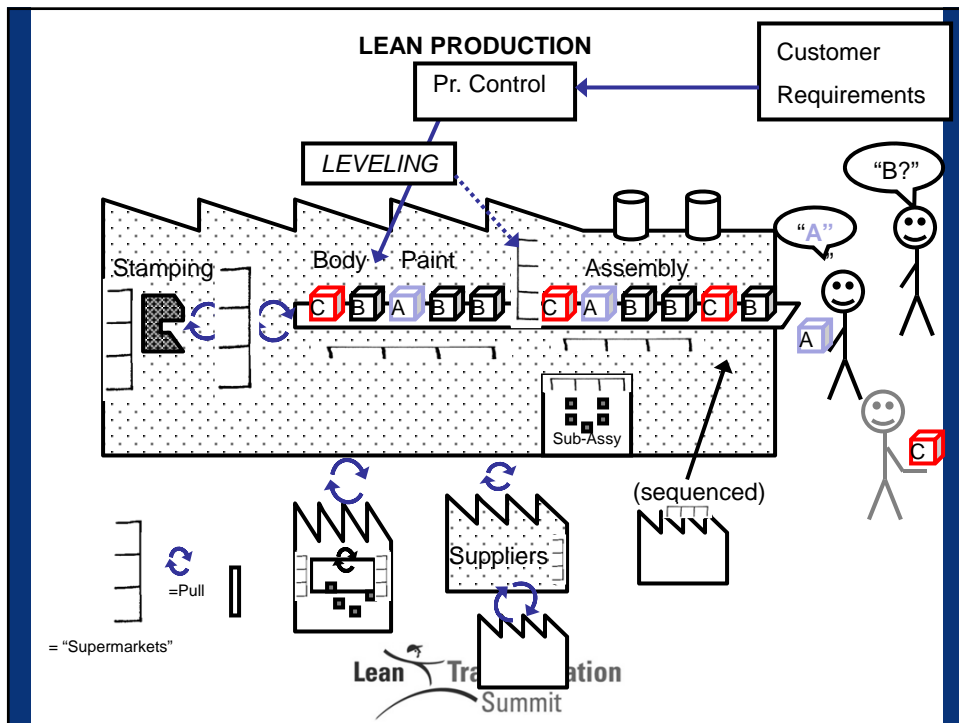 LEAN PRODUCTION
Customer
Requirements
Pr. Control
LEVELING
“B?”
“A”
”
Stamping
Body
Paint
Assembly
C B A B B
C A B B C B
A
C
Sub-Assy
(sequenced)
Suppliers
=Pull
= “Supermarkets”
Lean
Summit